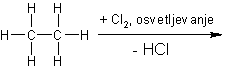 H H
+ Cl2, osvetljevanje
H C C H
- HCl
H H